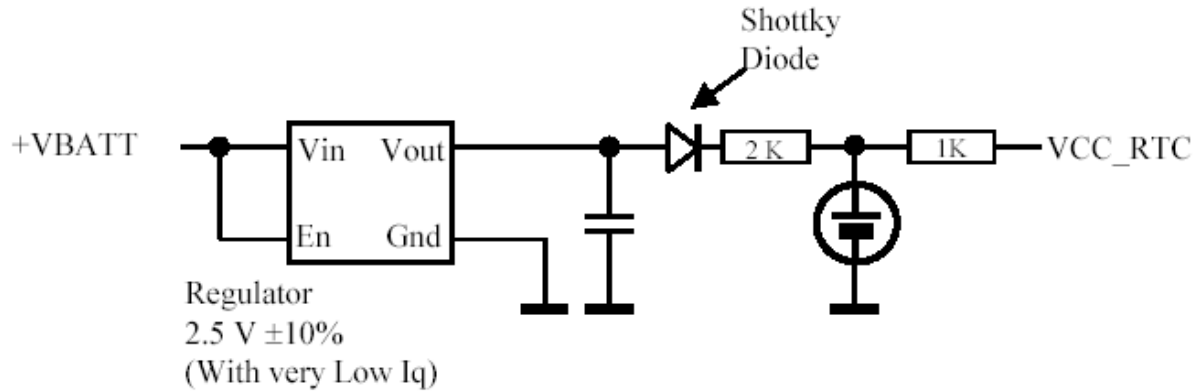 Shottky
Diode
+VBATT
Vin
Vout
2 K
1K
VCC_RTC
En
Gnd
Regulator
2.5 V ±10%
(With very Low Iq)